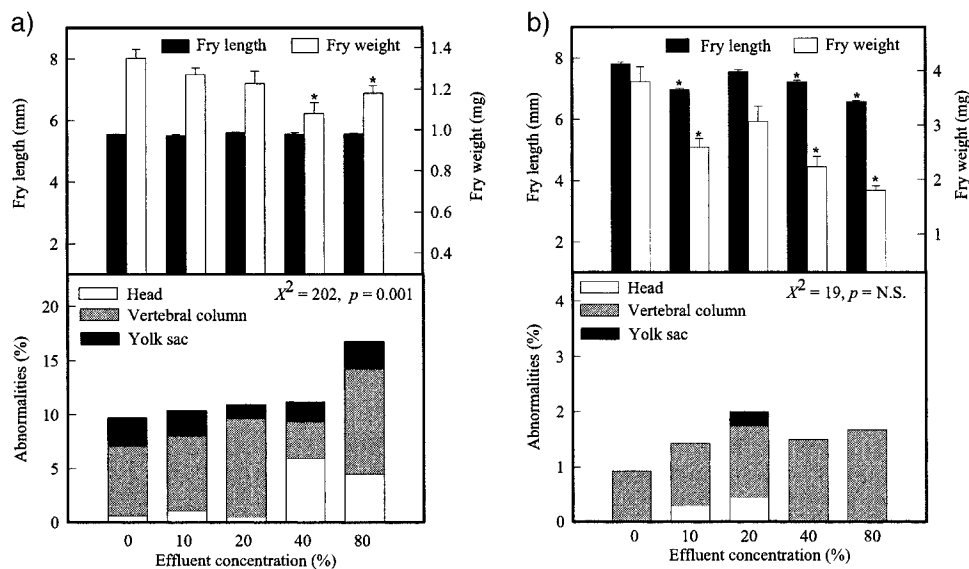 a)
Fry length Fry weight
8
6
4
2
Fry length (mm)
1.4
1.2
1.0
0.8
0.6
0.4
Fry weight (mg)
* *
Head
Vertebral column
Yolk sac
X² = 202, p = 0.001
20
15
10
5
0
Abnormalities (%)
0 10 20 40 80
Effluent concentration (%)
b)
Fry length Fry weight
8
6
4
2
Fry length (mm)
4
3
2
1
Fry weight (mg)
* * * * * *
Head
Vertebral column
Yolk sac
X² = 19, p = N.S.
4
3
2
1
0
Abnormalities (%)
0 10 20 40 80
Effluent concentration (%)